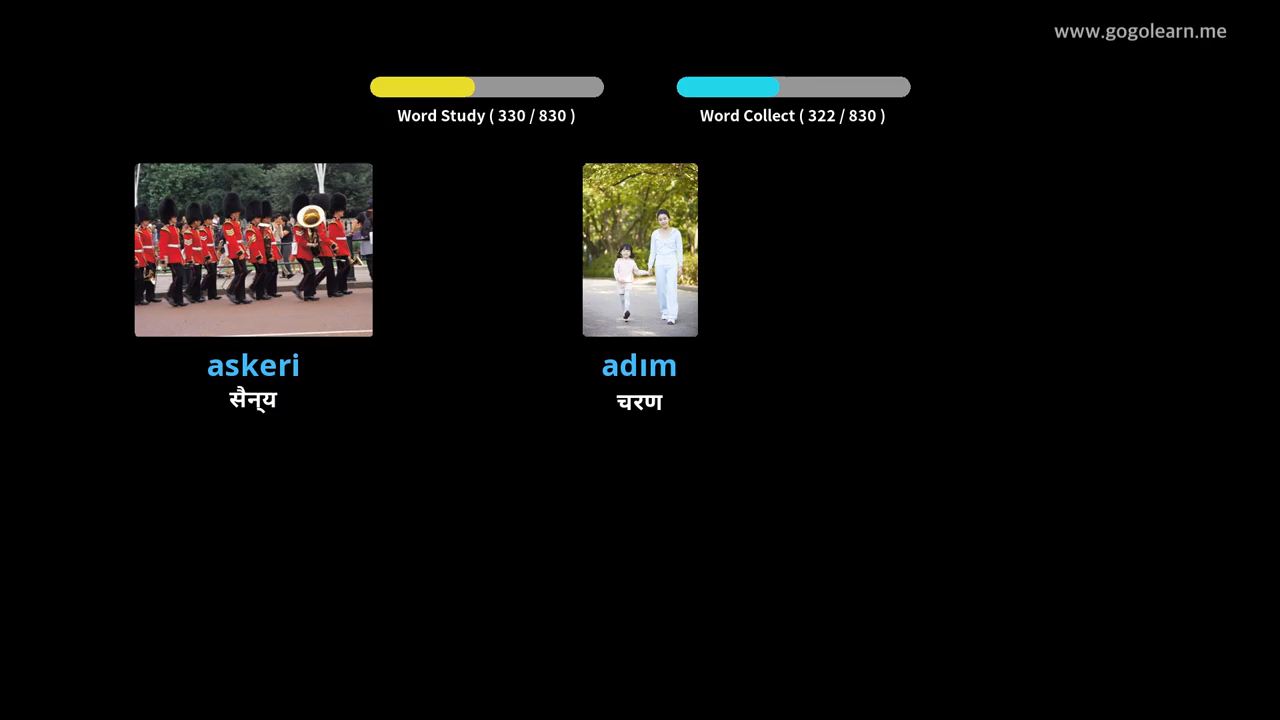 www.gogolearn.me
Word Study ( 330 / 830 )
Word Collect ( 322 / 830 )
askeri
adım
सैन्य
चरण